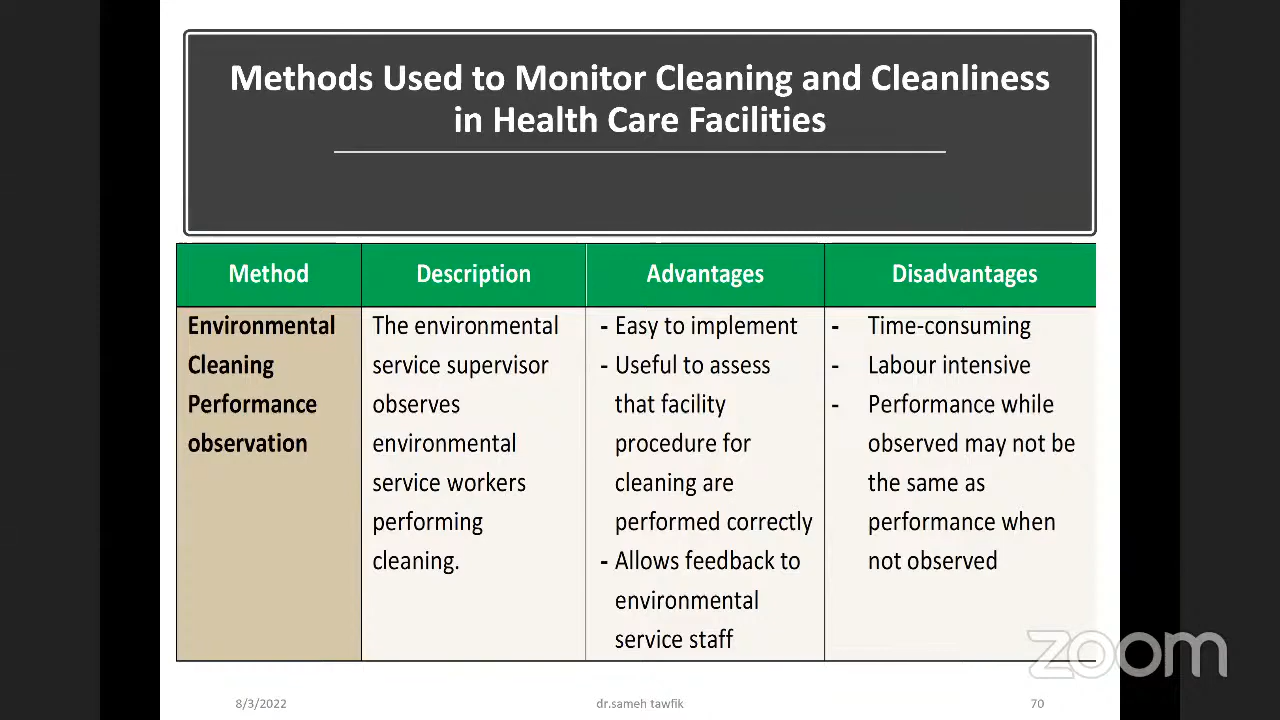 Methods Used to Monitor Cleaning and Cleanliness
in Health Care Facilities
Method
Description
Advantages
Disadvantages
Environmental
Cleaning
Performance
observation
The environmental
service supervisor
observes
environmental
service workers
performing
cleaning.
- Easy to implement
- Useful to assess
that facility
procedure for
cleaning are
performed correctly
- Allows feedback to
environmental
service staff
- Time-consuming
- Labour intensive
- Performance while
observed may not be
the same as
performance when
not observed
zoom
8/3/2022
dr.sameh tawfik
70